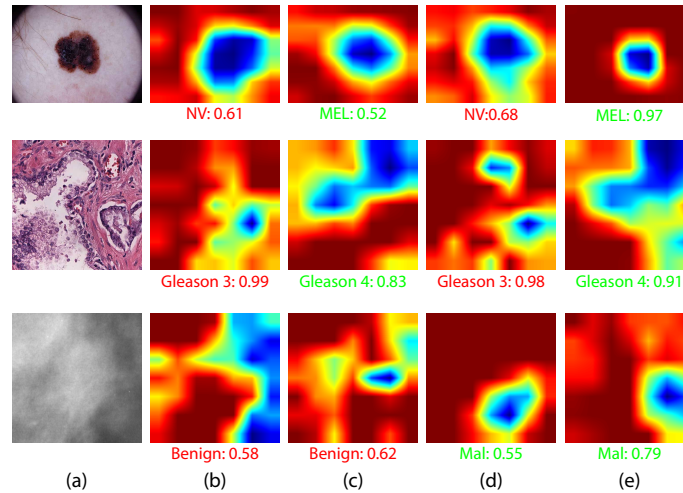 NV: 0.61 MEL: 0.52 NV:0.68 MEL: 0.97
Gleason 3: 0.99 Gleason 4: 0.83 Gleason 3: 0.98 Gleason 4: 0.91
Benign: 0.58 Benign: 0.62 Mal: 0.55 Mal: 0.79
(a) (b) (c) (d) (e)